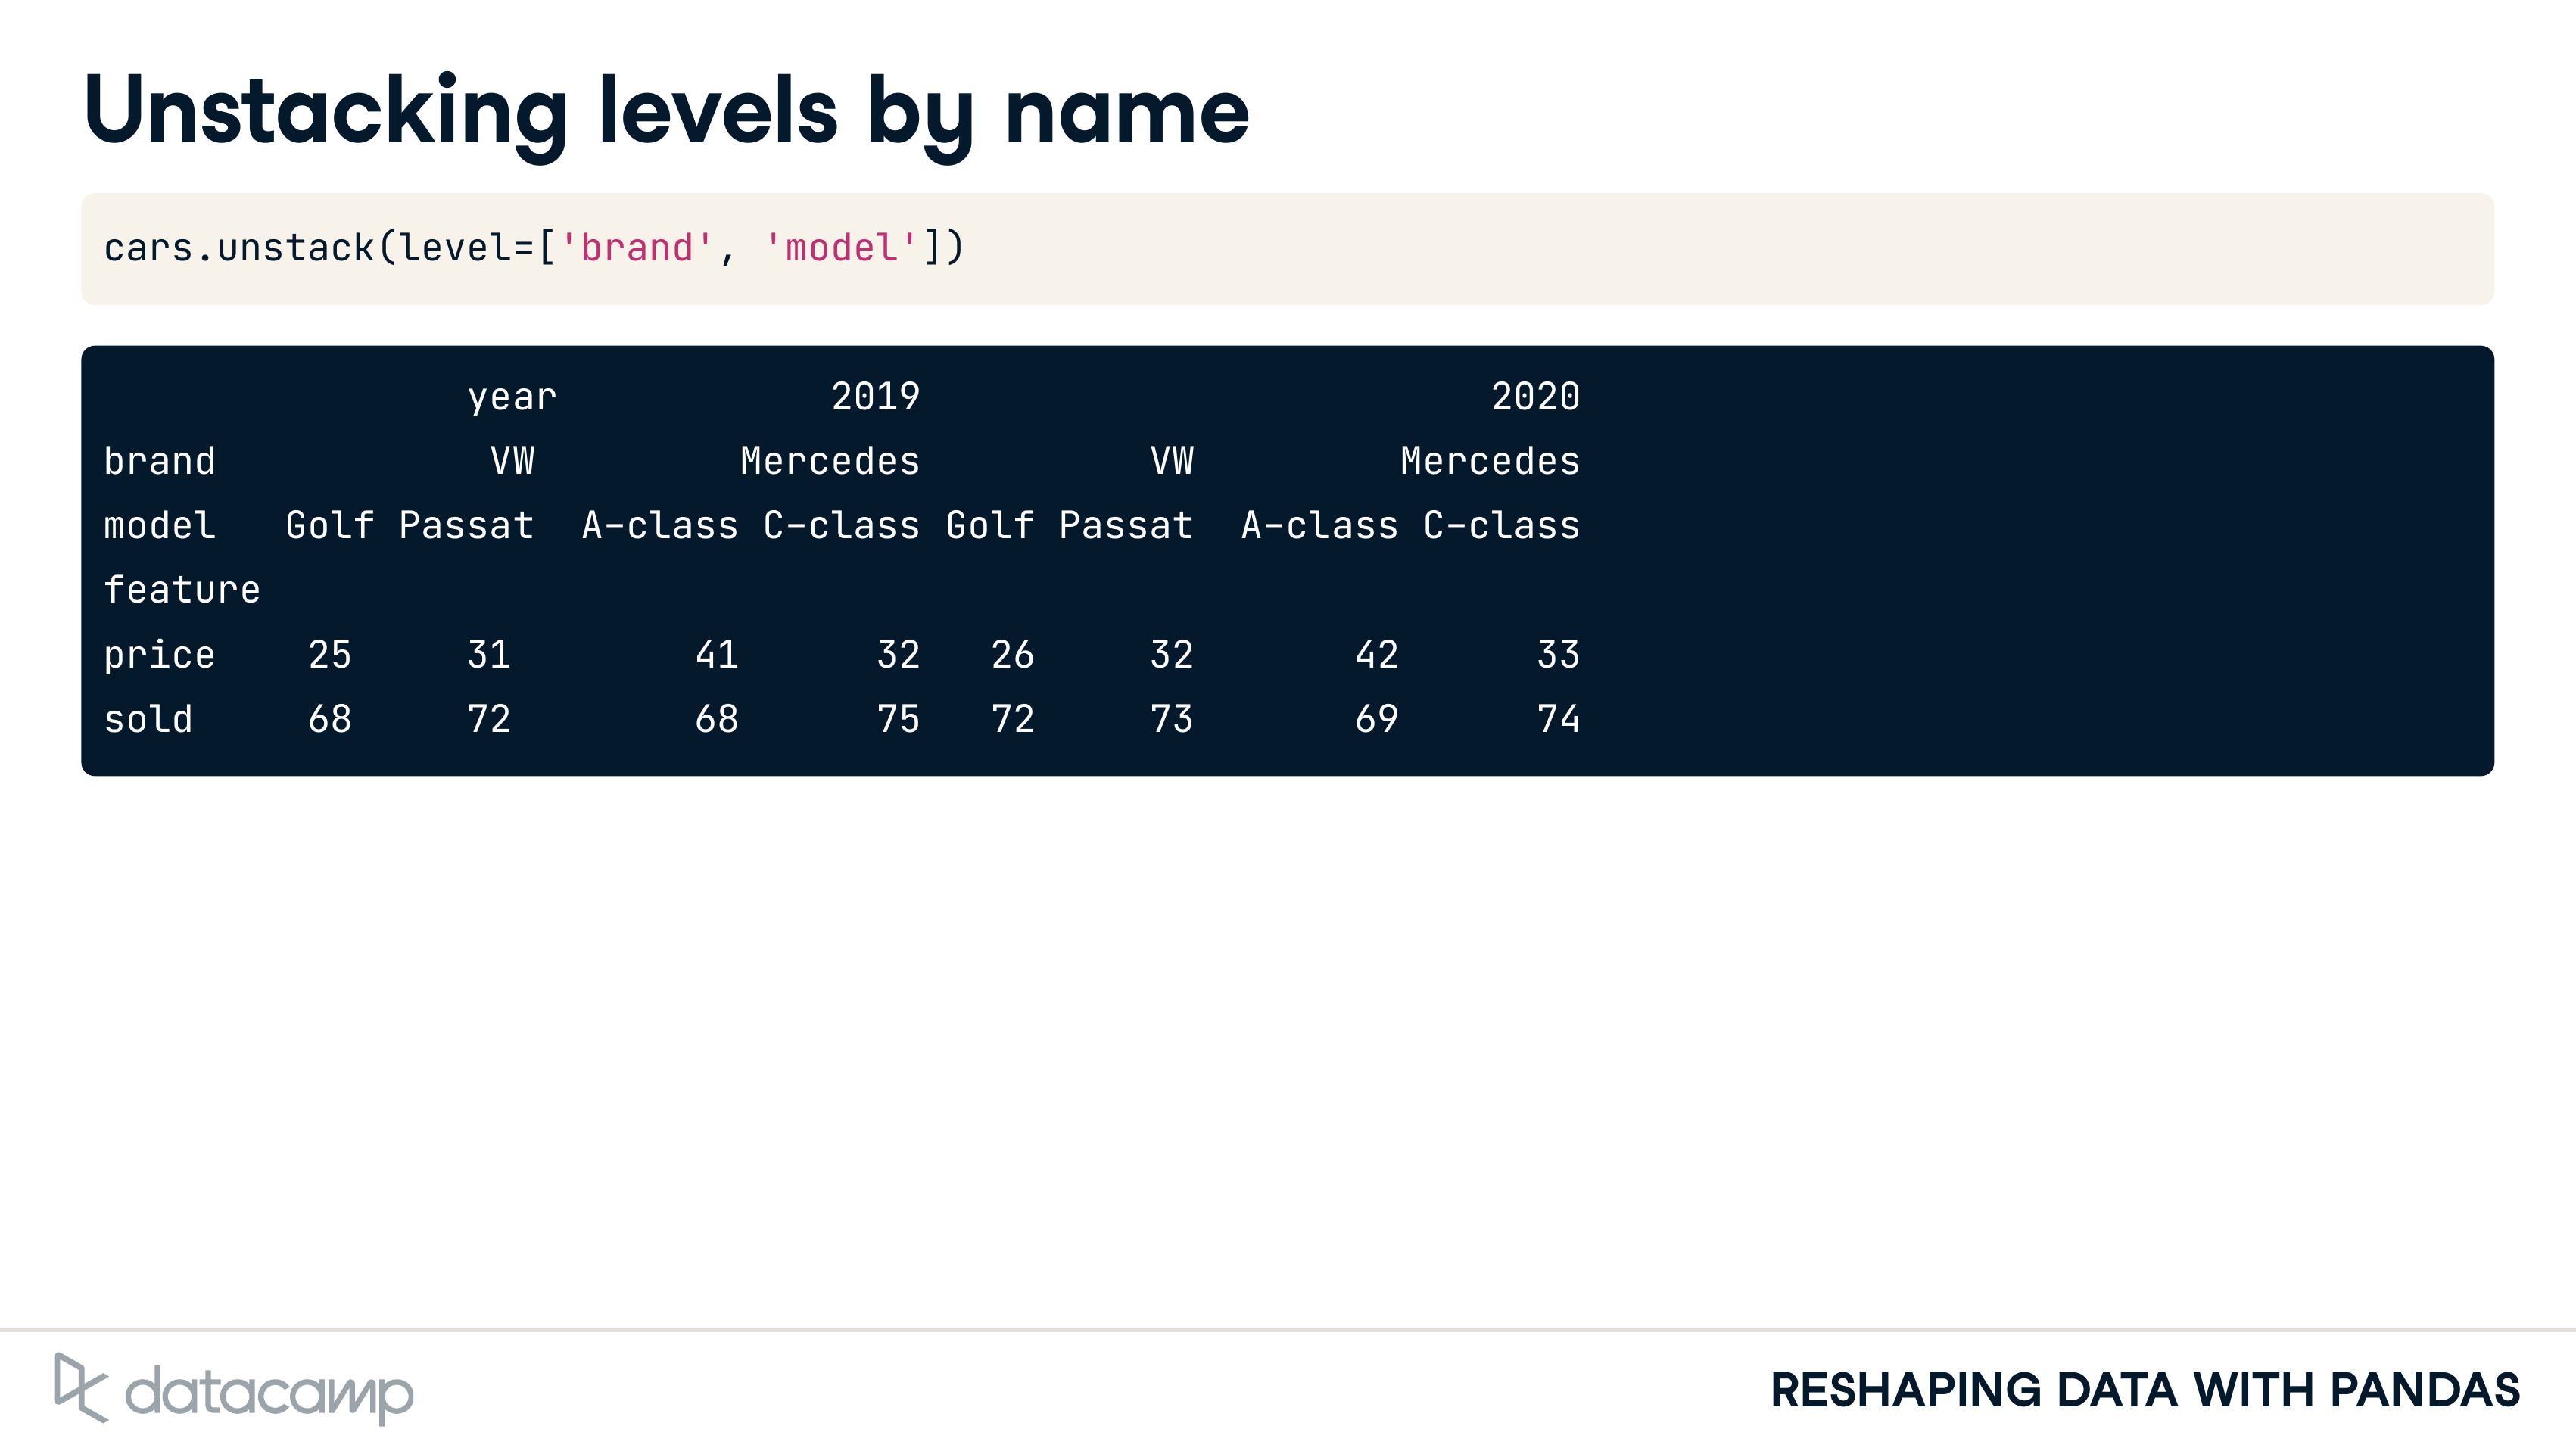 Unstacking levels by name
cars.unstack(level=['brand', 'model'])
year 2019 2020
brand VW Mercedes VW Mercedes
model Golf Passat A-class C-class Golf Passat A-class C-class
feature
price 25 31 41 32 26 32 42 33
sold 68 72 68 75 72 73 69 74
datacamp
RESHAPING DATA WITH PANDAS